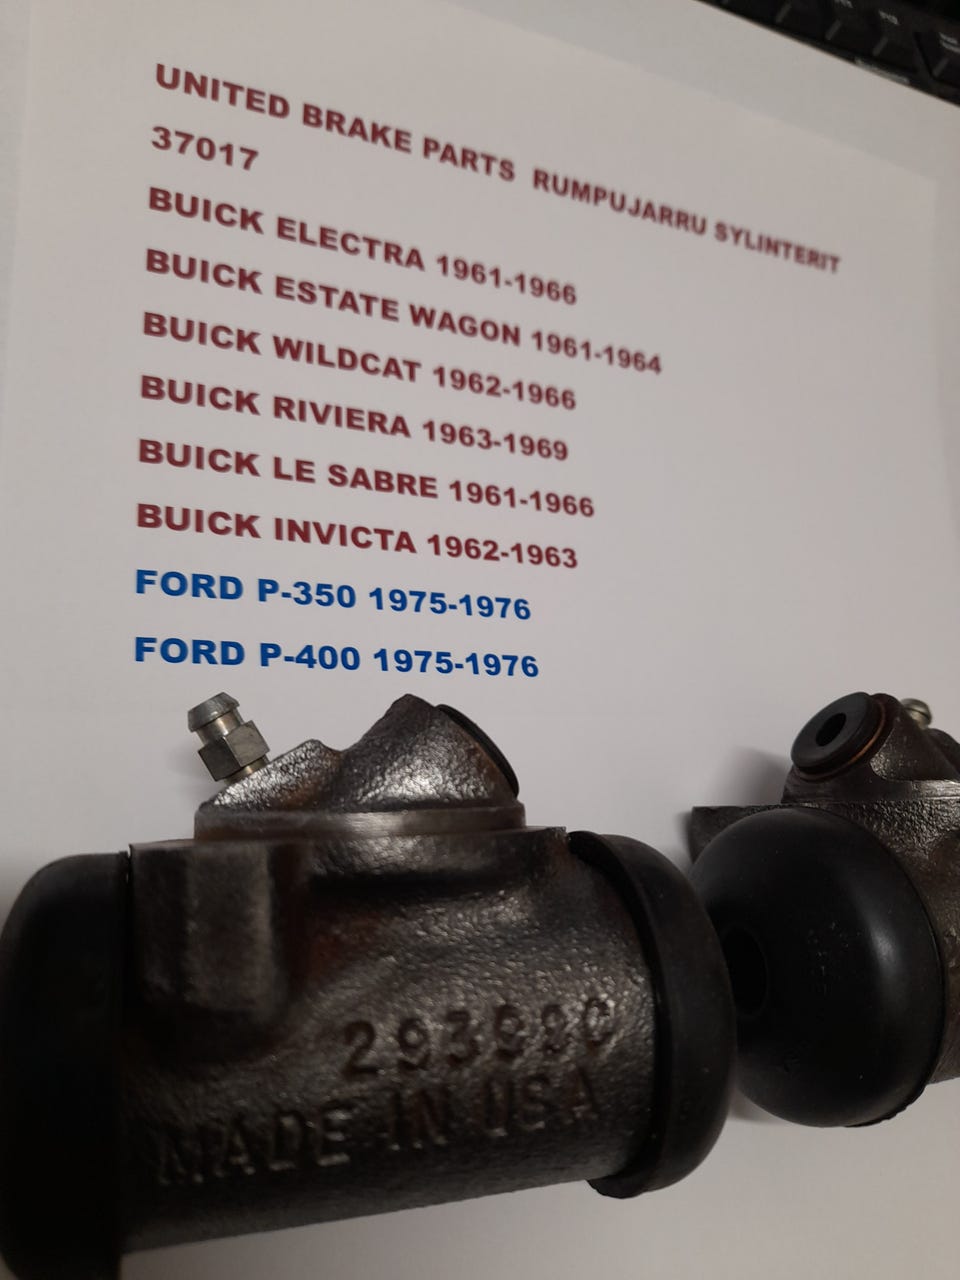 UNITED BRAKE PARTS RUMPUJARRU SYLINTERIT
37017
BUICK ELECTRA 1961-1966
BUICK ESTATE WAGON 1961-1964
BUICK WILDCAT 1962-1966
BUICK RIVIERA 1963-1969
BUICK LE SABRE 1961-1966
BUICK INVICTA 1962-1963
FORD P-350 1975-1976
FORD P-400 1975-1976
MADE IN USA